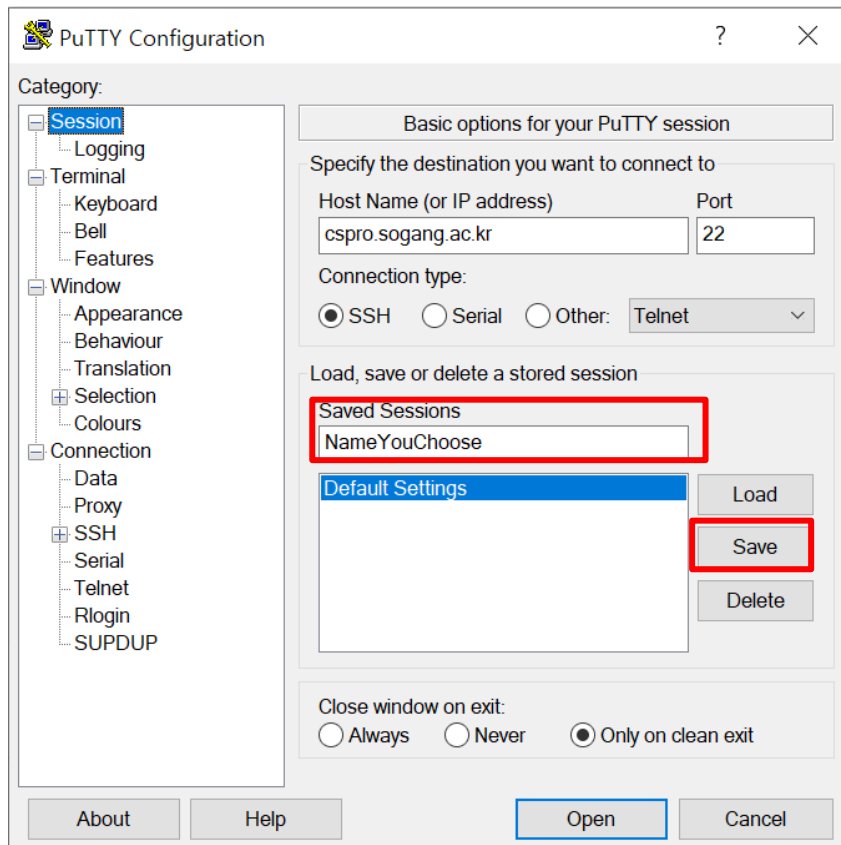 PuTTY Configuration
?
Category:
Session
Logging
Terminal
Keyboard
Bell
Features
Window
Appearance
Behaviour
Translation
Selection
Colours
Connection
Data
Proxy
SSH
Serial
Telnet
Rlogin
SUPDUP
Basic options for your PuTTY session
Specify the destination you want to connect to
Host Name (or IP address) Port
cspro.sogang.ac.kr 22
Connection type:
SSH Serial Other: Telnet
Load, save or delete a stored session
Saved Sessions
NameYouChoose
Default Settings
Load
Save
Delete
Close window on exit:
Always Never Only on clean exit
About Help Open Cancel